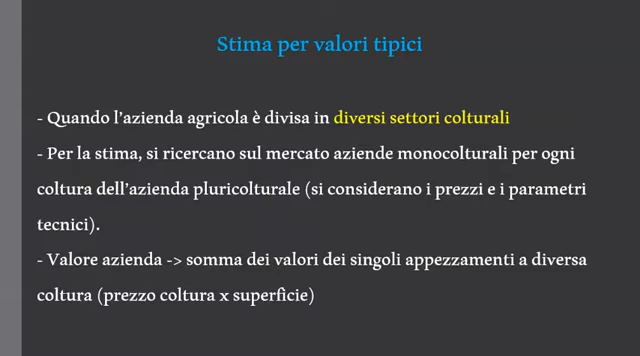 Stima per valori tipici
- Quando l'azienda agricola è divisa in diversi settori colturali
- Per la stima, si ricercano sul mercato aziende monocolturali per ogni
coltura dell'azienda pluricolturale (si considerano i prezzi e i parametri
tecnici).
- Valore azienda -> somma dei valori dei singoli appezzamenti a diversa
coltura (prezzo coltura x superficie)